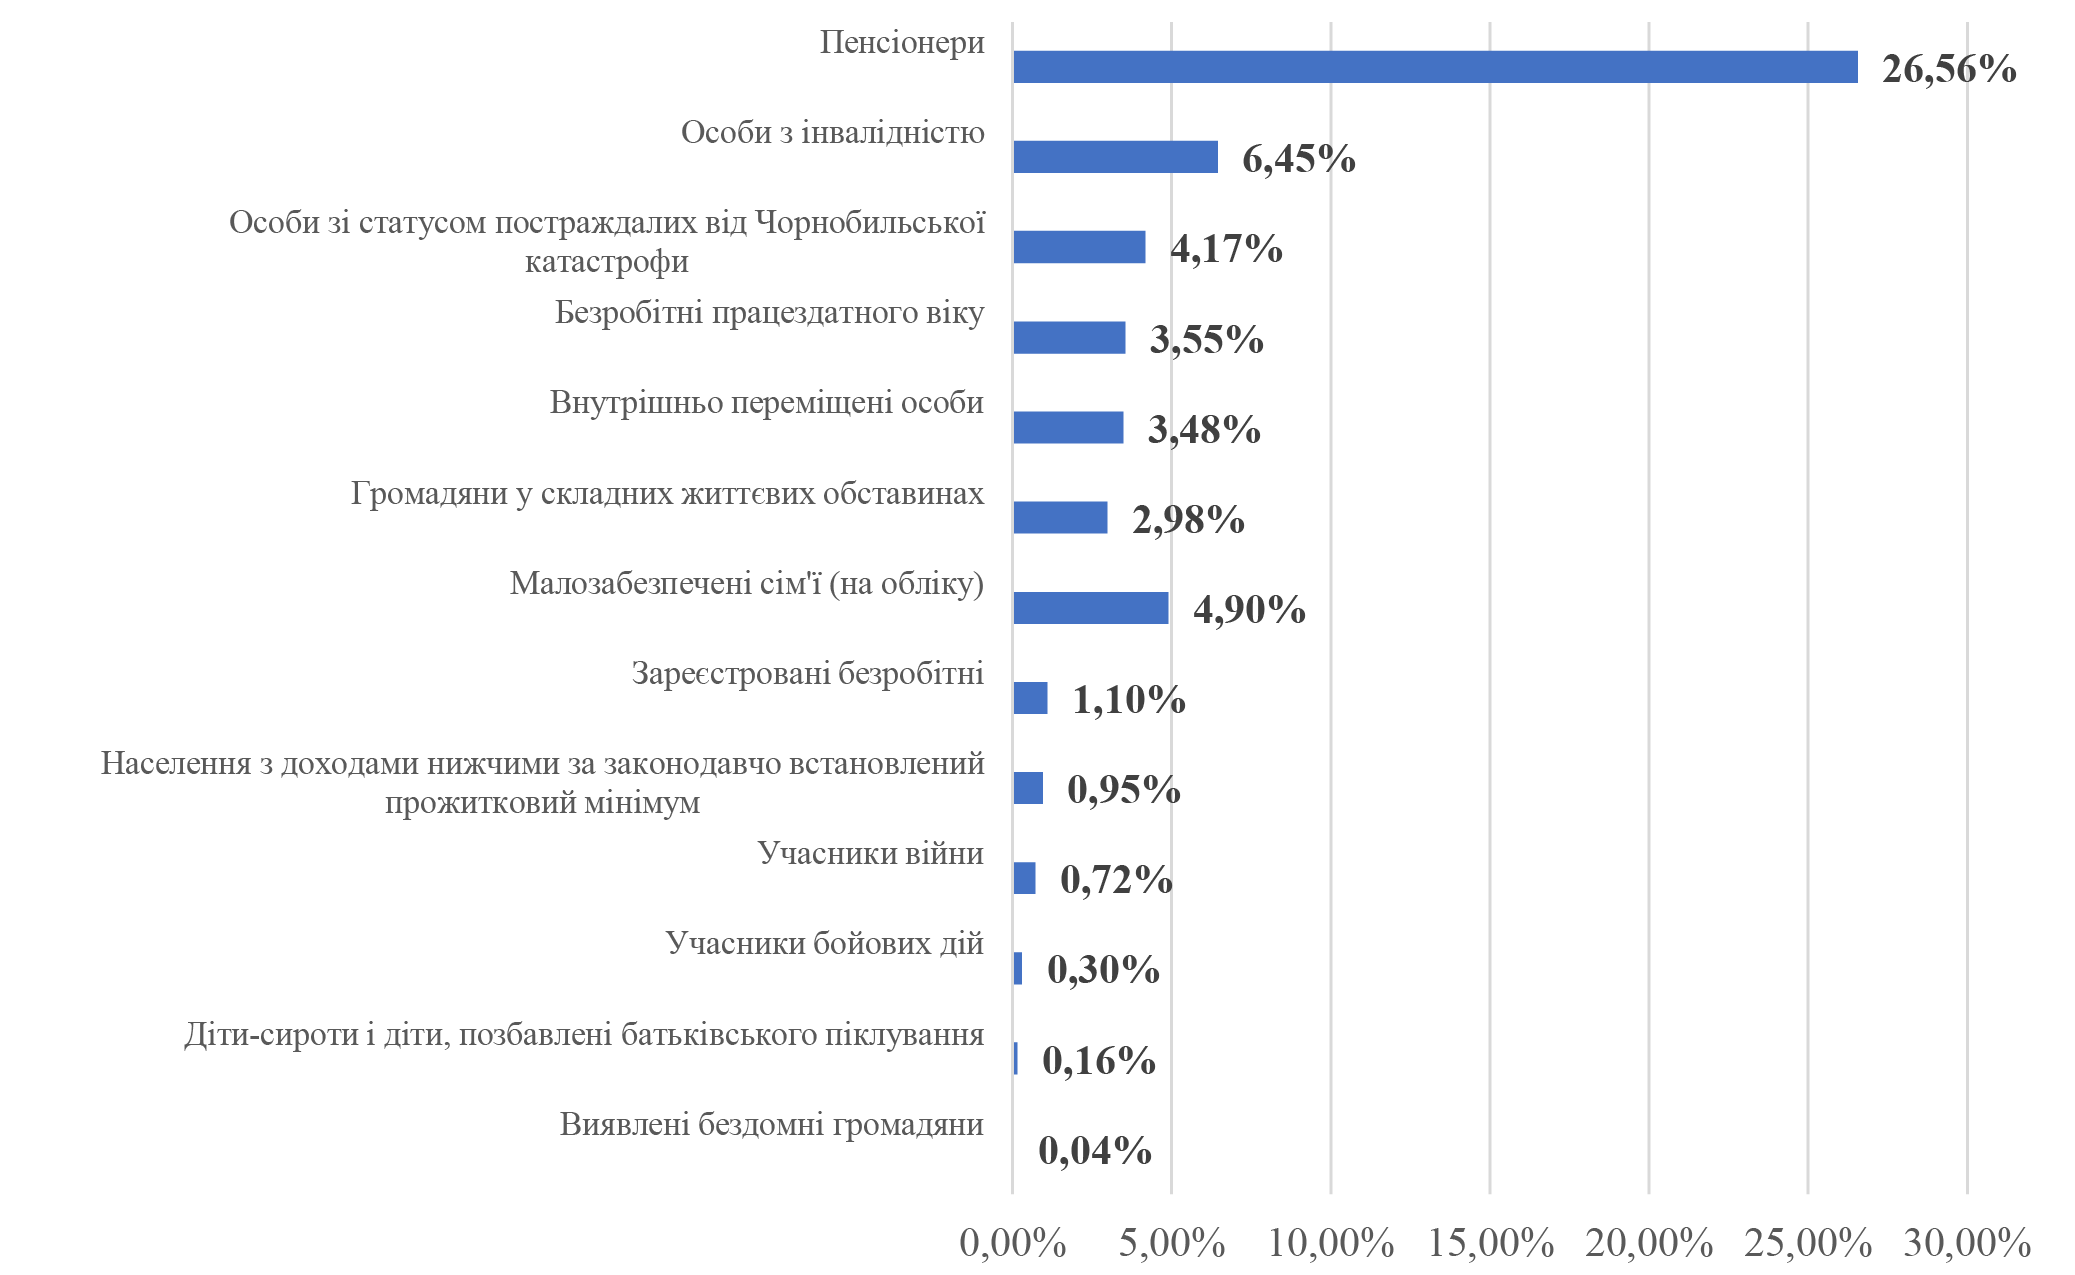 Пенсіонери
26,56%
Особи з інвалідністю
6,45%
Особи зі статусом постраждалих від Чорнобильської
катастрофи
4,17%
Безробітні працездатного віку
3,55%
Внутрішньо переміщені особи
3,48%
Громадяни у складних життєвих обставинах
2,98%
Малозабезпечені сім'ї (на обліку)
4,90%
Зареєстровані безробітні
1,10%
Населення з доходами нижчими за законодавчо встановлений
прожитковий мінімум
0,95%
Учасники війни
0,72%
Учасники бойових дій
0,30%
Діти-сироти і діти, позбавлені батьківського піклування
0,16%
Виявлені бездомні громадяни
0,04%
0,00% 5,00% 10,00% 15,00% 20,00% 25,00% 30,00%